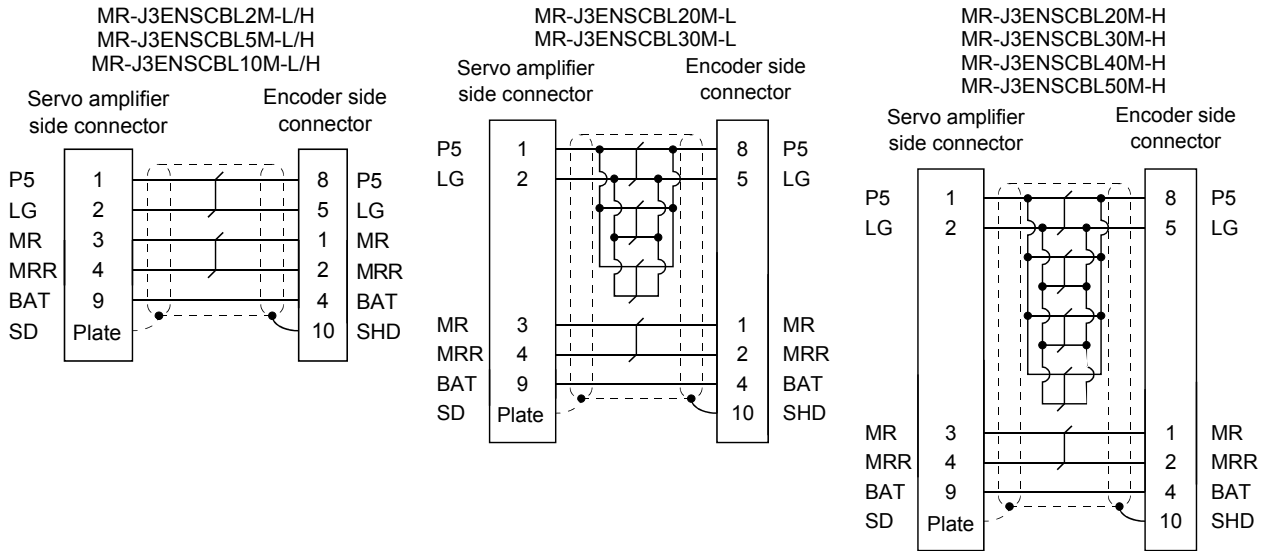 MR-J3ENSCBL2M-L/H
MR-J3ENSCBL5M-L/H
MR-J3ENSCBL10M-L/H
Servo amplifier
side connector
Encoder side
connector
P5 1 8 P5
LG 2 5 LG
MR 3 1 MR
MRR 4 2 MRR
BAT 9 4 BAT
SD Plate 10 SHD
MR-J3ENSCBL20M-L
MR-J3ENSCBL30M-L
Servo amplifier
side connector
Encoder side
connector
P5 1 8 P5
LG 2 5 LG
MR 3 1 MR
MRR 4 2 MRR
BAT 9 4 BAT
SD Plate 10 SHD
MR-J3ENSCBL20M-H
MR-J3ENSCBL30M-H
MR-J3ENSCBL40M-H
MR-J3ENSCBL50M-H
Servo amplifier
side connector
Encoder side
connector
P5 1 8 P5
LG 2 5 LG
MR 3 1 MR
MRR 4 2 MRR
BAT 9 4 BAT
SD Plate 10 SHD